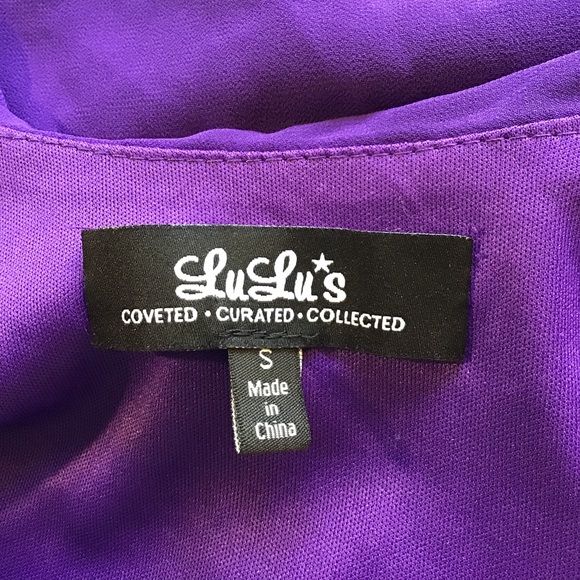 LuLu*s
COVETED • CURATED • COLLECTED
S
Made
in
China